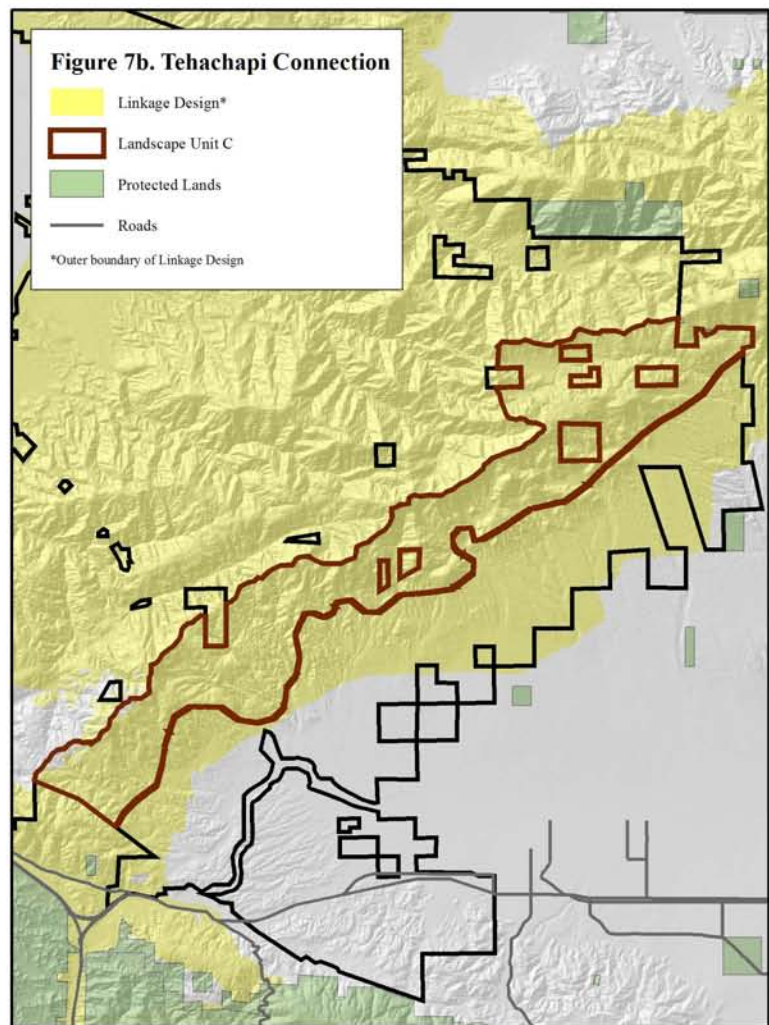 Figure 7b. Tehachapi Connection
Linkage Design*
Landscape Unit C
Protected Lands
Roads
*Outer boundary of Linkage Design